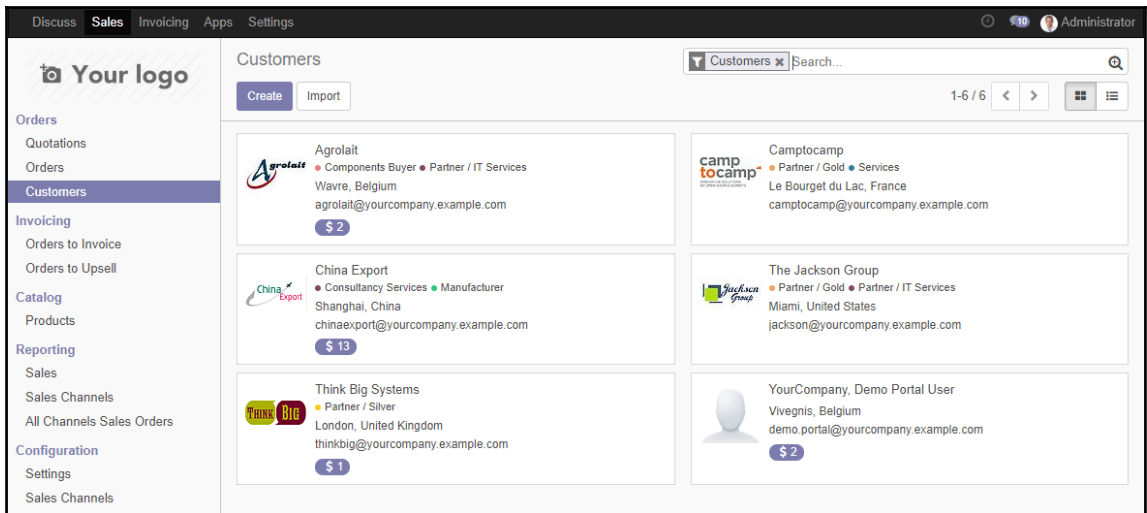 Discuss Sales Invoicing Apps Settings
10 Administrator
Your logo
Orders
Quotations
Orders
Customers
Invoicing
Orders to Invoice
Orders to Upsell
Catalog
Products
Reporting
Sales
Sales Channels
All Channels Sales Orders
Configuration
Settings
Sales Channels
Customers
Customers Search...
Create Import
1-6 / 6
Agrolait
Agrolait
Components Buyer Partner / IT Services
Wavre, Belgium
agrolait@yourcompany.example.com
$ 2
camp
tocamp
Camptocamp
Partner / Gold Services
Le Bourget du Lac, France
camptocamp@yourcompany.example.com
China
Export
China Export
Consultancy Services Manufacturer
Shanghai, China
chinaexport@yourcompany.example.com
$ 13
Jackson
Group
The Jackson Group
Partner / Gold Partner / IT Services
Miami, United States
jackson@yourcompany.example.com
THINK BIG
Think Big Systems
Partner / Silver
London, United Kingdom
thinkbig@yourcompany.example.com
$ 1
YourCompany, Demo Portal User
Vivegnis, Belgium
demo.portal@yourcompany.example.com
$ 2